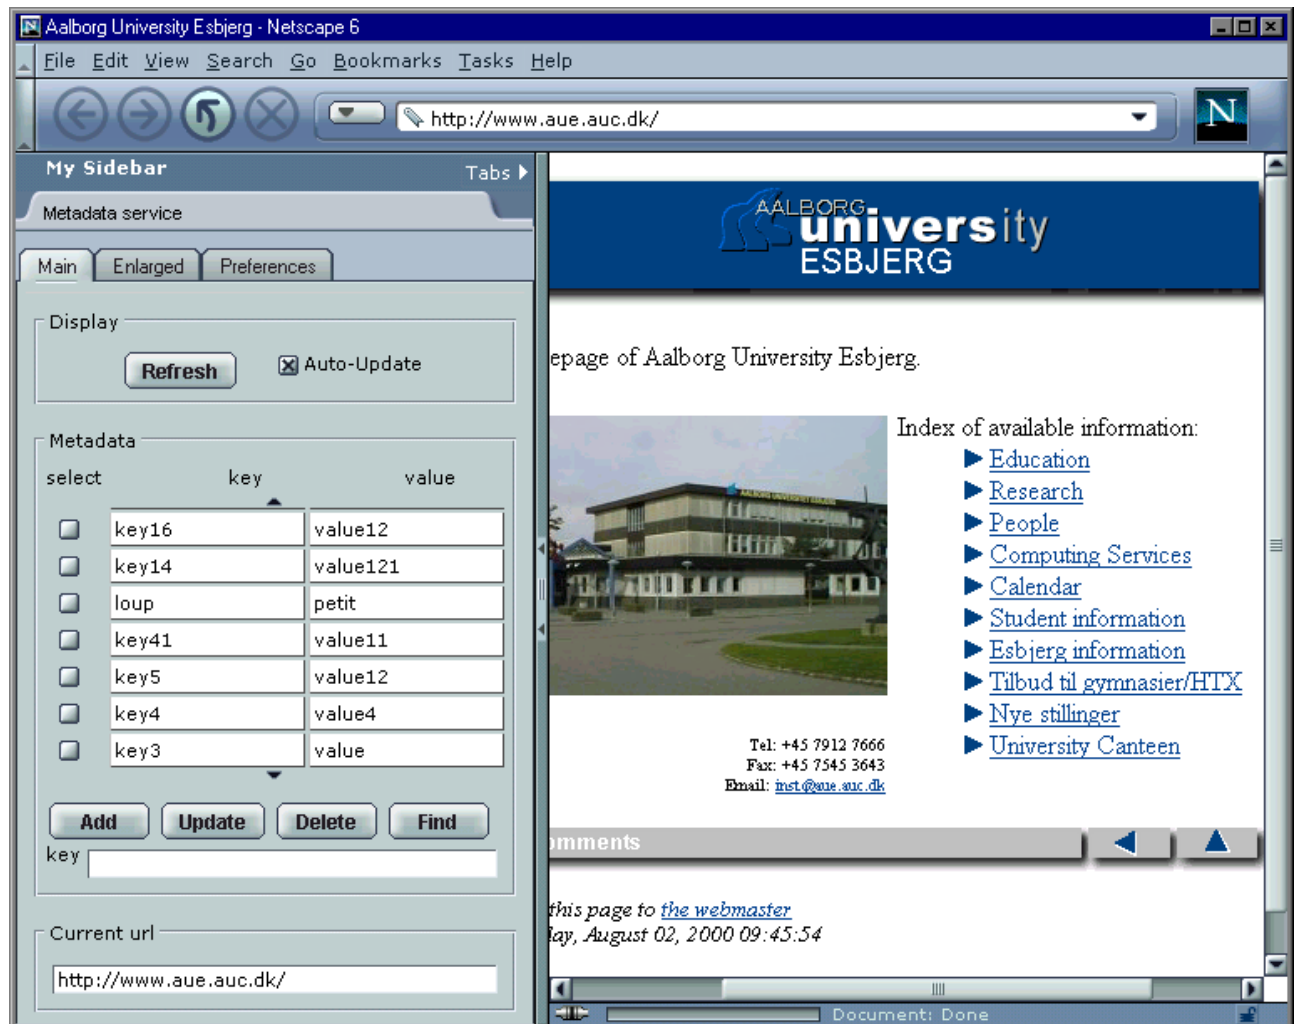 Aalborg University Esbjerg - Netscape 6
File Edit View Search Go Bookmarks Tasks Help
http://www.aue.auc.dk/
N
My Sidebar
Tabs
Metadata service
Main Enlarged Preferences
Display
Refresh Auto-Update
Metadata
select key value
key16 value12
key14 value121
loup petit
key41 value11
key5 value12
key4 value4
key3 value
Add Update Delete Find
key
Current url
http://www.aue.auc.dk/
AALBORG
university
ESBJERG
epage of Aalborg University Esbjerg.
AALBORG UNIVERSITET ESBJERG
Index of available information:
Education
Research
People
Computing Services
Calendar
Student information
Esbjerg information
Tilbud til gymnasier/HTX
Nye stillinger
University Canteen
Tel: +45 7912 7666
Fax: +45 7545 3643
Email: inst@aue.auc.dk
omments
this page to the webmaster
lay, August 02, 2000 09:45:54
Document: Done